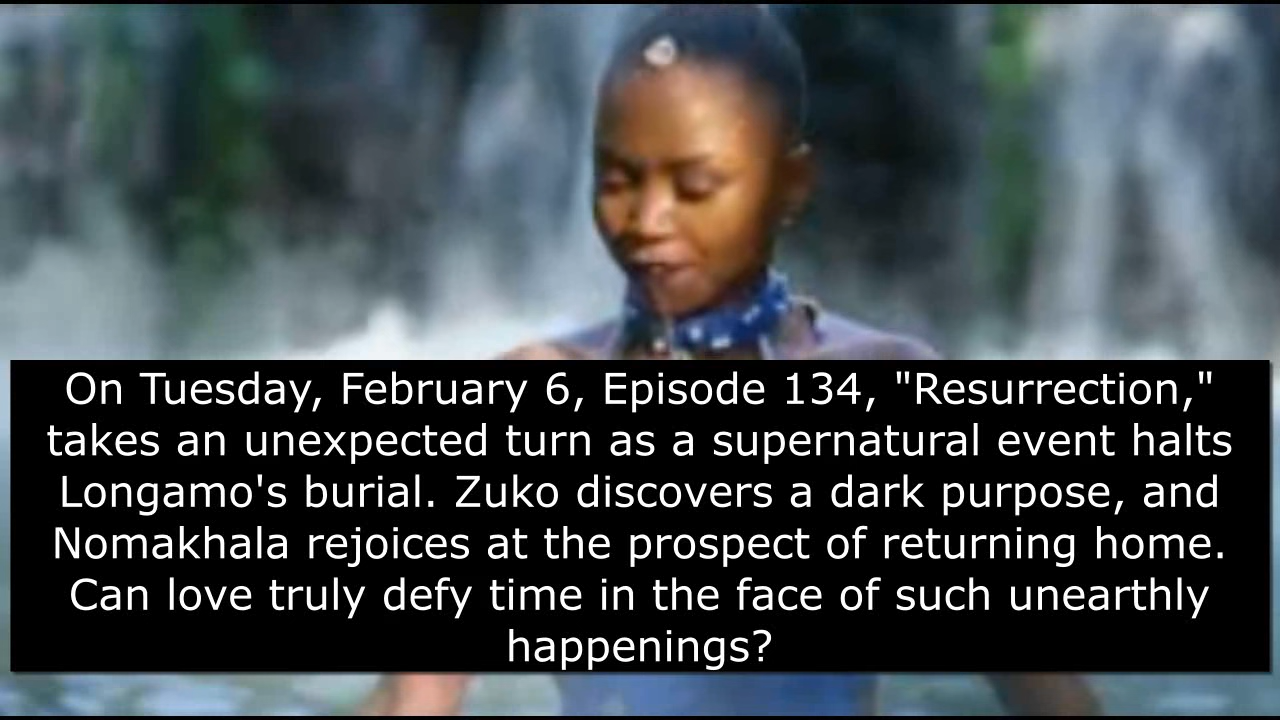 On Tuesday, February 6, Episode 134, "Resurrection,"
takes an unexpected turn as a supernatural event halts
Longamo's burial. Zuko discovers a dark purpose, and
Nomakhala rejoices at the prospect of returning home.
Can love truly defy time in the face of such unearthly
happenings?